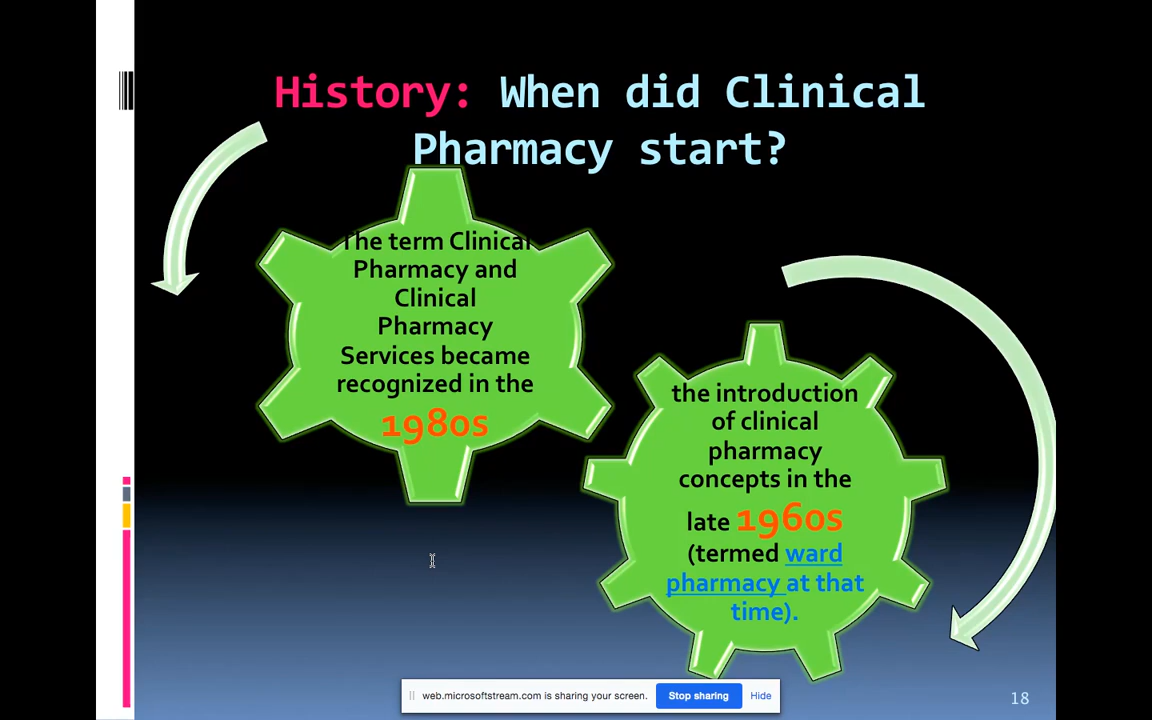 History: When did Clinical
Pharmacy start?
The term Clinical
Pharmacy and
Clinical
Pharmacy
Services became
recognized in the
1980s
the introduction
of clinical
pharmacy
concepts in the
late 1960s
(termed ward
pharmacy at that
time).
web.microsoftstream.com is sharing your screen.
Stop sharing
Hide
18